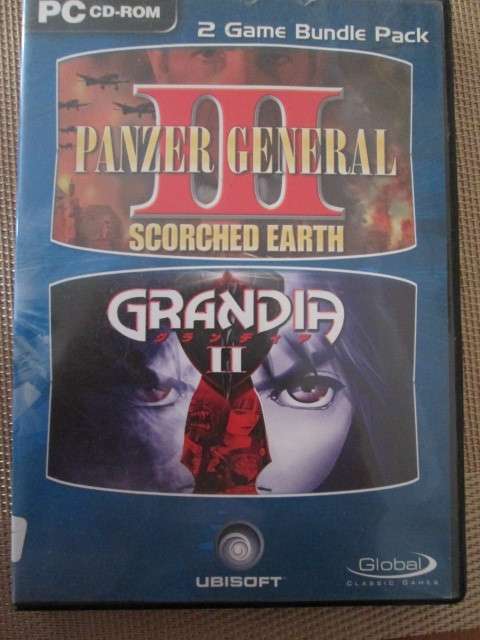 PC CD-ROM
2 Game Bundle Pack
III
PANZER GENERAL
SCORCHED EARTH
GRANDIA
グランディア
II
UBISOFT
Global
CLASSIC GAMES